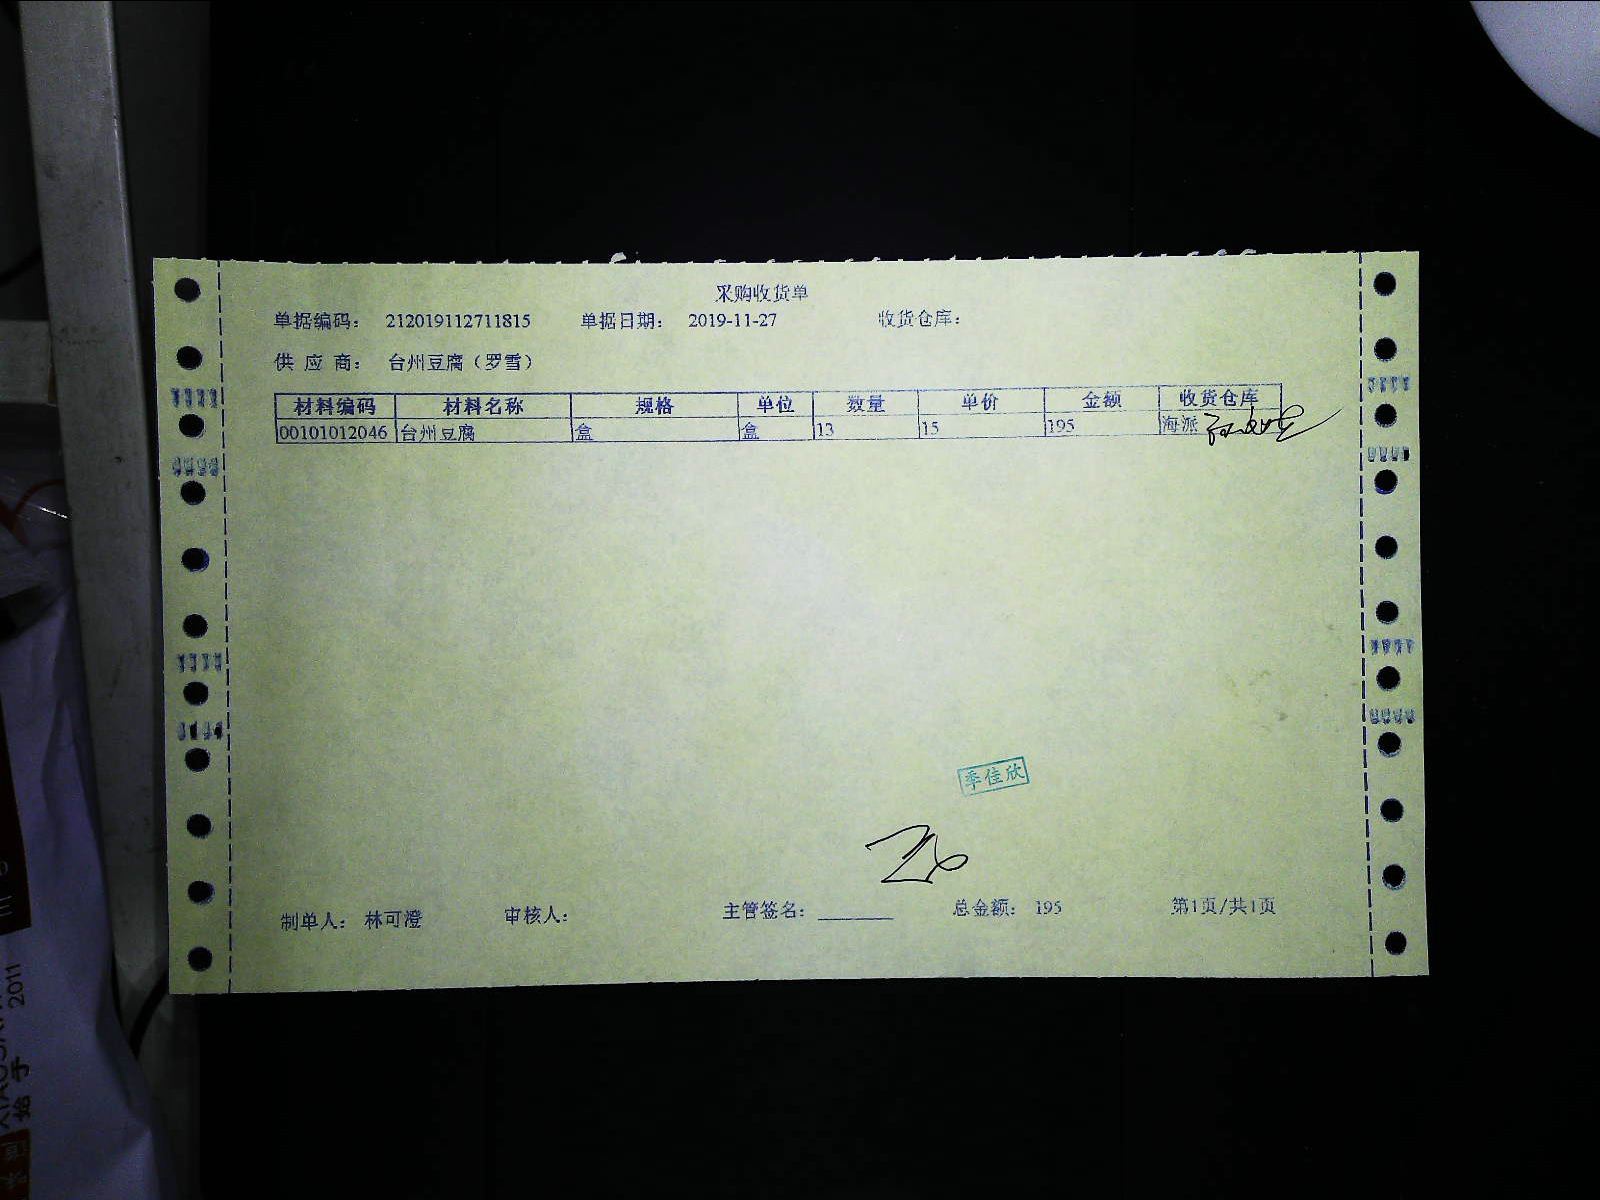 采购收货单
单据编码： 212019112711815 单据日期： 2019-11-27 收货仓库：
供 应 商： 台州豆腐（罗雪）
材料编码 材料名称 规格 单位 数量 单价 金额 收货仓库
00101012046 台州豆腐 盒 盒 13 15 195 海派
季佳欣
制单人： 林可澄 审核人： 主管签名： 总金额： 195 第1页/共1页
2011
始于